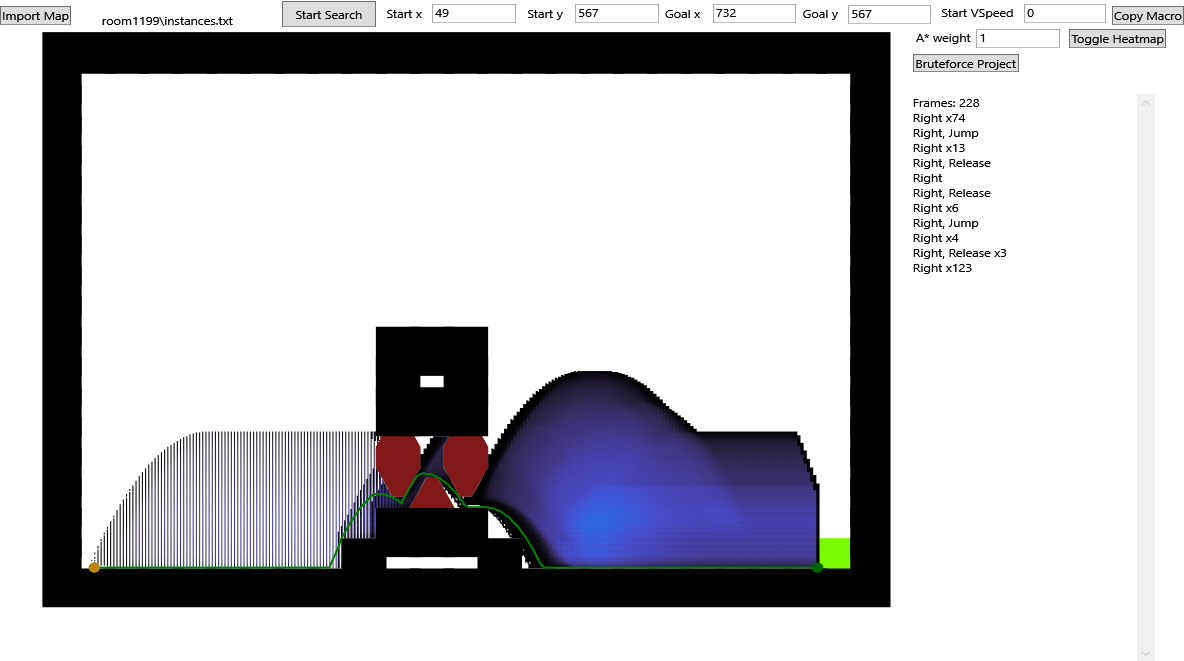 Import Map
room1199\instances.txt
Start Search
Start x 49
Start y 567
Goal x 732
Goal y 567
Start VSpeed 0
Copy Macro
A* weight 1
Toggle Heatmap
Bruteforce Project
Frames: 228
Right x74
Right, Jump
Right x13
Right, Release
Right
Right, Release
Right x6
Right, Jump
Right x4
Right, Release x3
Right x123